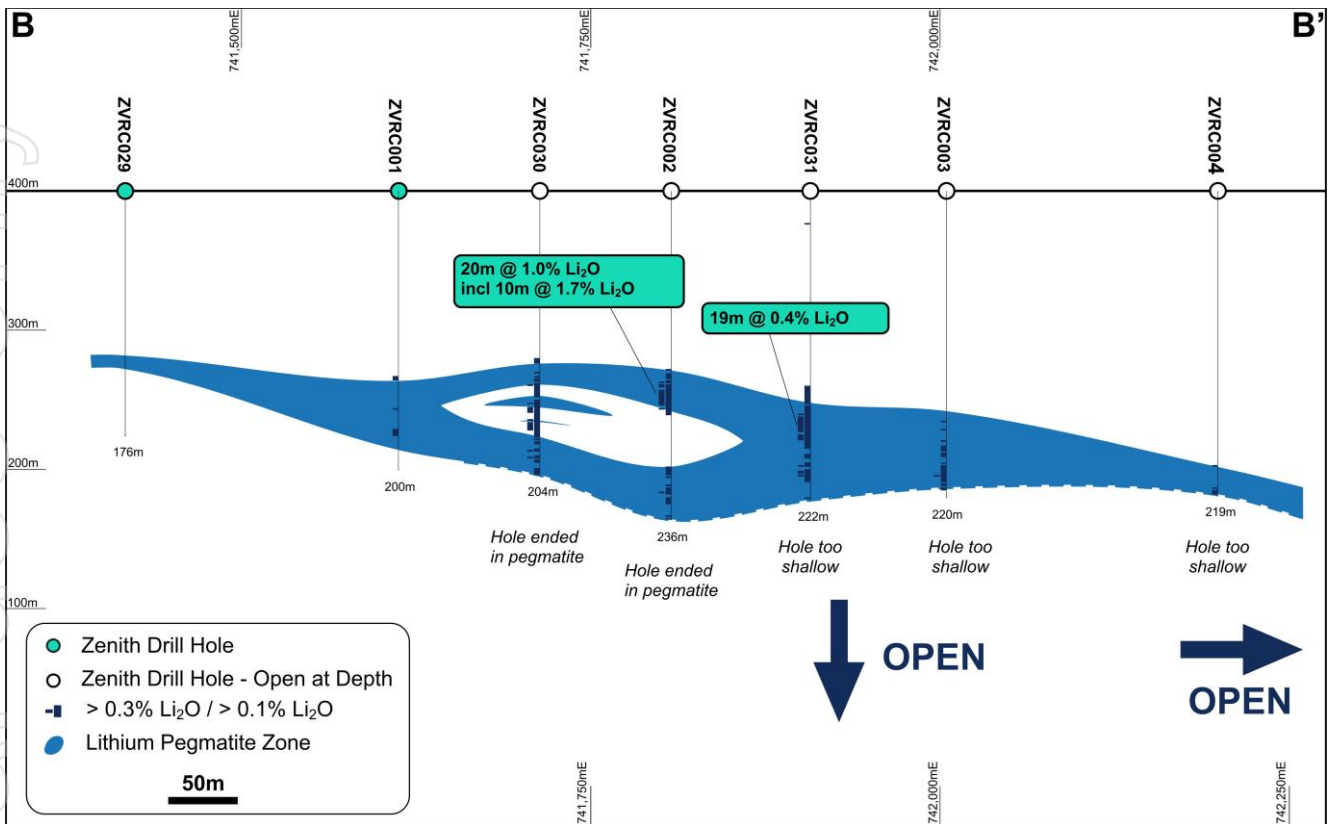 B
B’
741,500mE
741,750mE
742,000mE
ZVRC029
ZVRC001
ZVRC030
ZVRC002
ZVRC031
ZVRC003
ZVRC004
400m
20m @ 1.0% Li₂O
incl 10m @ 1.7% Li₂O
19m @ 0.4% Li₂O
300m
200m
100m
176m
200m
204m
236m
222m
220m
219m
Hole ended
in pegmatite
Hole ended
in pegmatite
Hole too
shallow
Hole too
shallow
Hole too
shallow
OPEN
OPEN
Zenith Drill Hole
Zenith Drill Hole - Open at Depth
> 0.3% Li₂O / > 0.1% Li₂O
Lithium Pegmatite Zone
50m
741,750mE
742,000mE
742,250mE